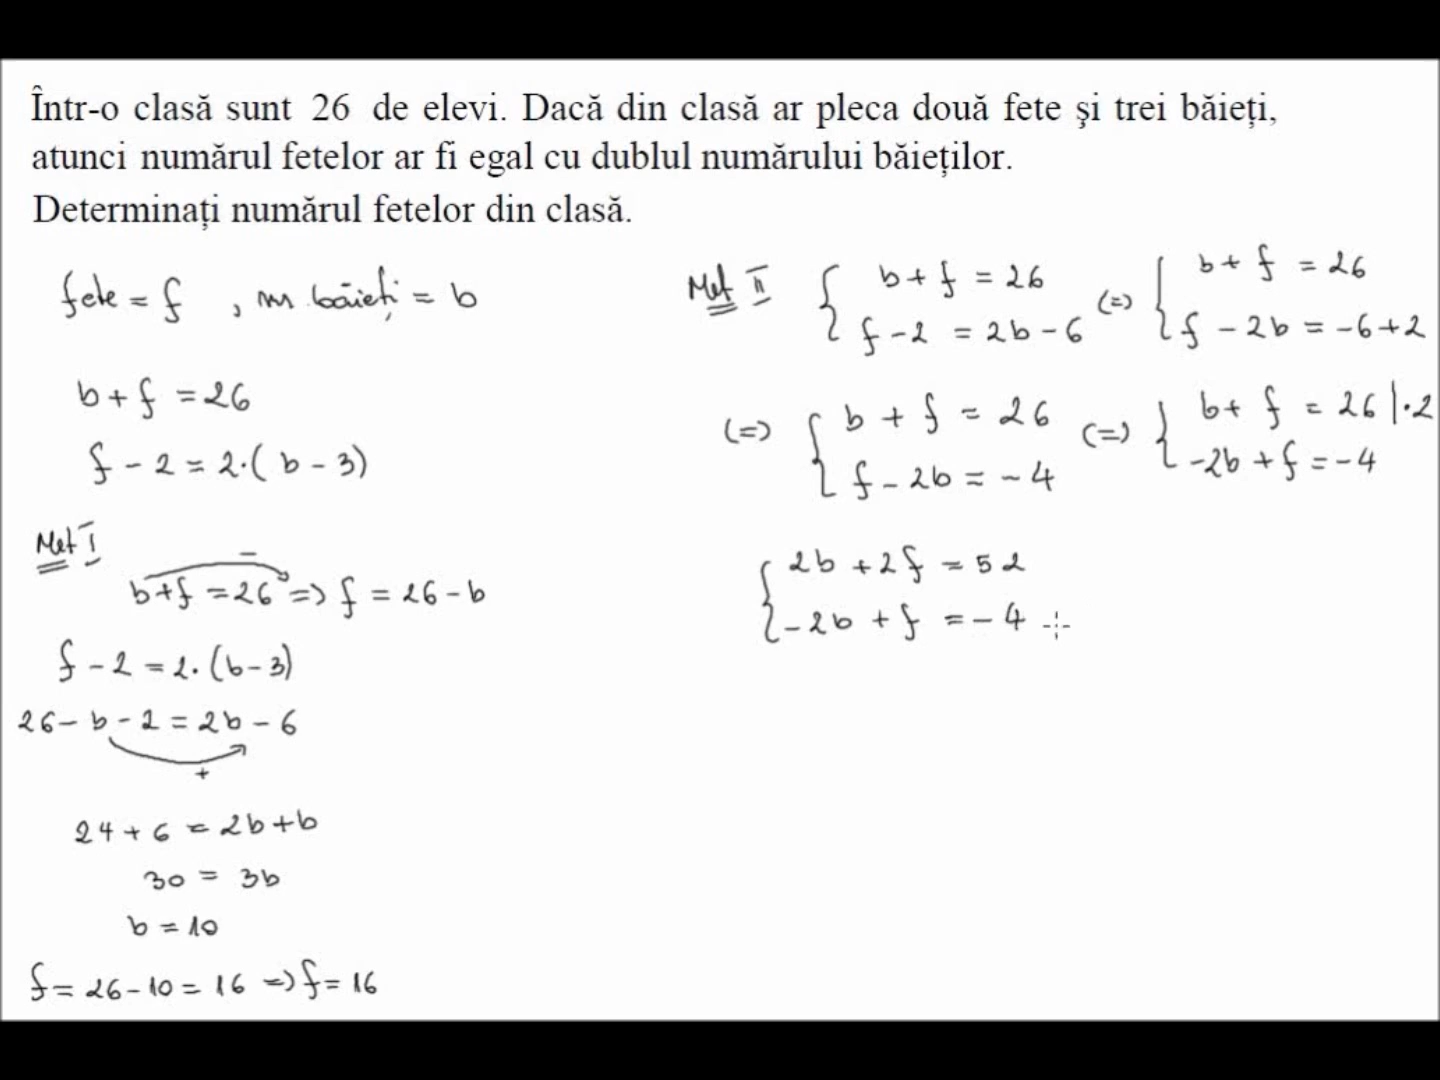 Într-o clasă sunt 26 de elevi. Dacă din clasă ar pleca două fete şi trei băieți,
atunci numărul fetelor ar fi egal cu dublul numărului băieților.
Determinați numărul fetelor din clasă.
fete = f , nr băieți = b
b + f = 26
f - 2 = 2·( b - 3)
Met I
-
b+f = 26 => f = 26 - b
f - 2 = 2·(b-3)
26 - b - 2 = 2b - 6
+
24 + 6 = 2b+b
30 = 3b
b = 10
f = 26-10 = 16 => f = 16
Met II { b + f = 26 (=) { b + f = 26
f - 2 = 2b - 6 f - 2b = -6+2
(=) { b + f = 26 (=) { b + f = 26 |·2
f - 2b = - 4 -2b + f = -4
{ 2b + 2f = 52
- 2b + f = - 4